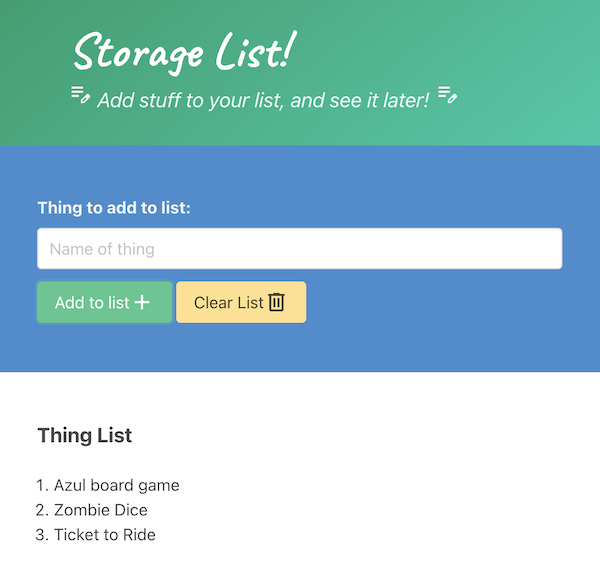 Storage List!
Add stuff to your list, and see it later!
Thing to add to list:
Name of thing
Add to list
Clear List
Thing List
1. Azul board game
2. Zombie Dice
3. Ticket to Ride